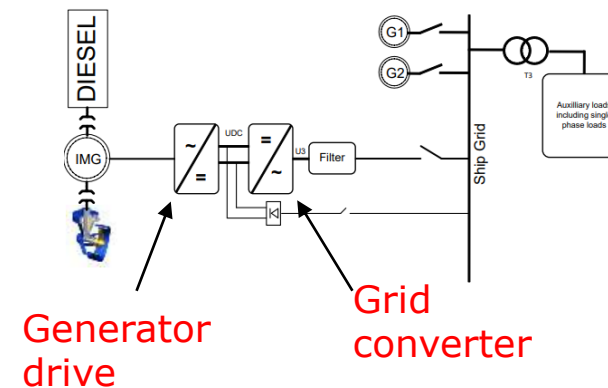 DIESEL
IMG
~
=
UDC
=
~
U3
Filter
G1
G2
Ship Grid
T3
Auxilliary loads
including single
phase loads
Generator
drive
Grid
converter